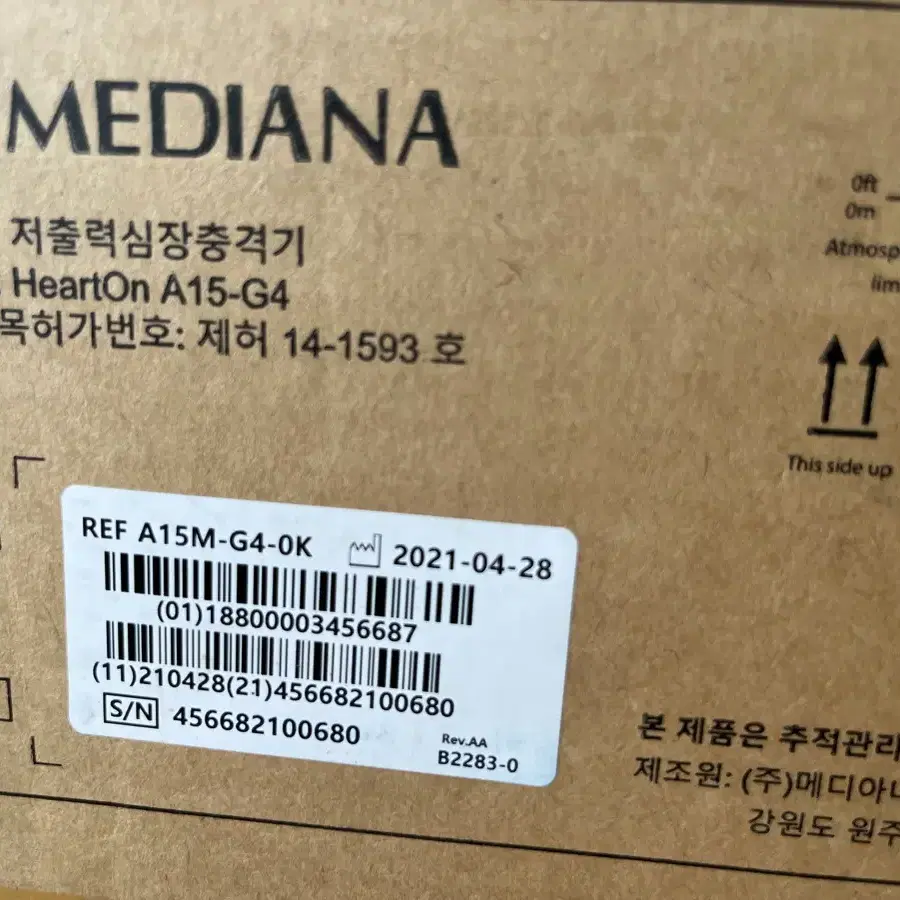 MEDIANA
저출력심장충격기
HeartOn A15-G4
목허가번호: 제허 14-1593 호
0ft
0m
This side up
REF A15M-G4-0K 2021-04-28
(01)18800003456687
(11)210428(21)456682100680
S/N 456682100680
Rev.AA
B2283-0
본 제품은 추적관리
제조원: (주)메디아
강원도 원주